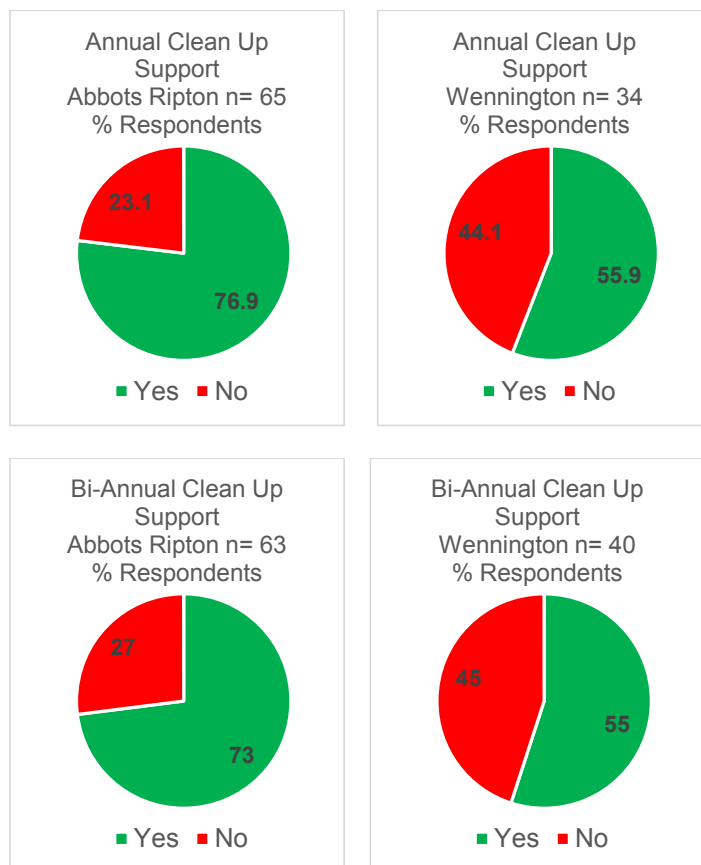 Annual Clean Up
Support
Abbots Ripton n= 65
% Respondents
23.1
76.9
Yes No
Annual Clean Up
Support
Wennington n= 34
% Respondents
44.1
55.9
Yes No
Bi-Annual Clean Up
Support
Abbots Ripton n= 63
% Respondents
27
73
Yes No
Bi-Annual Clean Up
Support
Wennington n= 40
% Respondents
45
55
Yes No